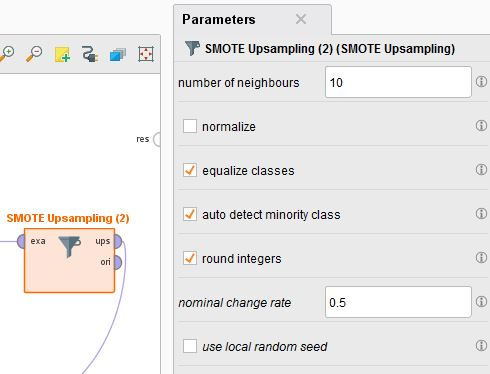 Parameters
SMOTE Upsampling (2) (SMOTE Upsampling)
number of neighbours 10
res
normalize
equalize classes
SMOTE Upsampling (2)
auto detect minority class
exa ups
ori
round integers
nominal change rate 0.5
use local random seed